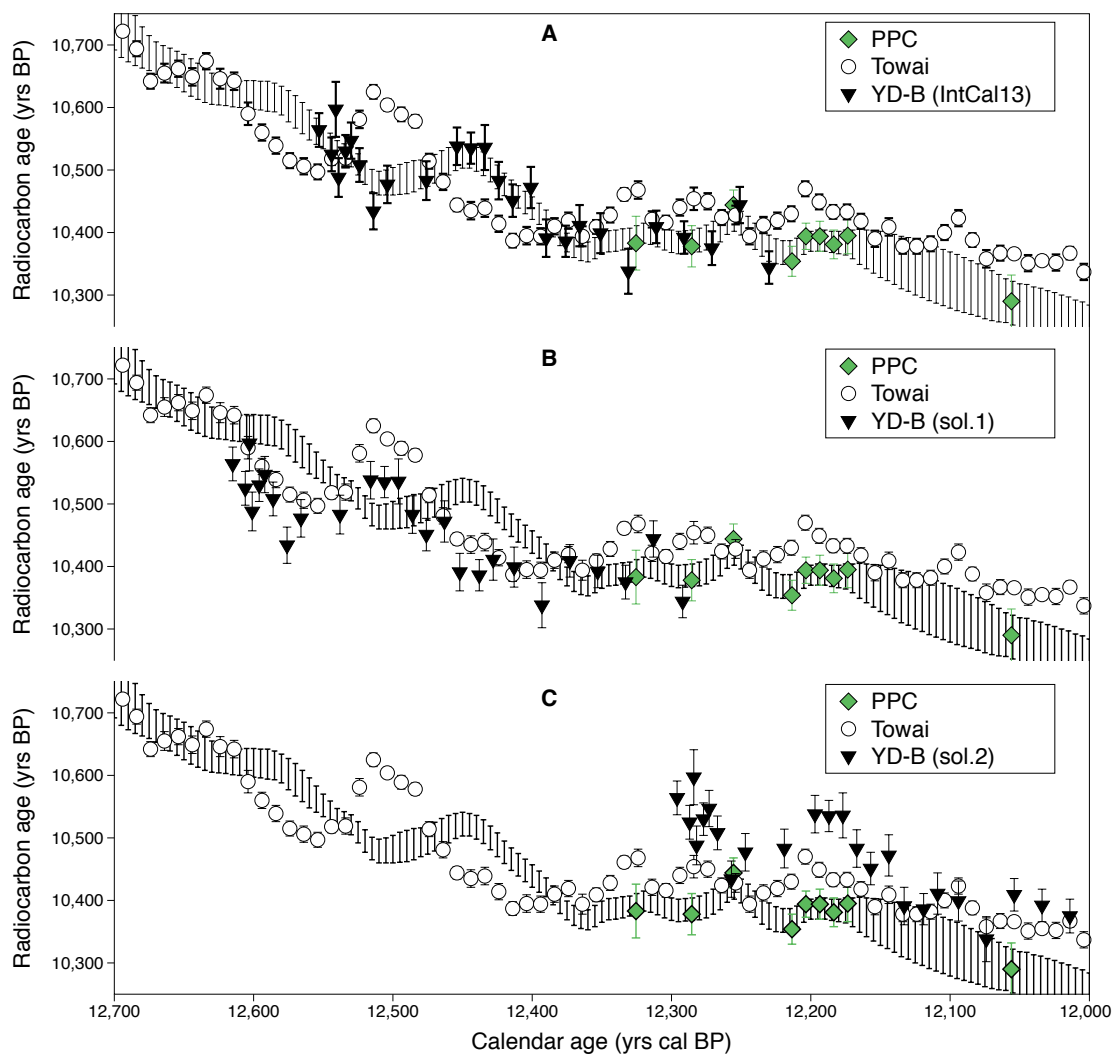 A
PPC
Towai
YD-B (IntCal13)
10,700
10,600
10,500
10,400
10,300
Radiocarbon age (yrs BP)
B
PPC
Towai
YD-B (sol.1)
10,700
10,600
10,500
10,400
10,300
Radiocarbon age (yrs BP)
C
PPC
Towai
YD-B (sol.2)
10,700
10,600
10,500
10,400
10,300
Radiocarbon age (yrs BP)
12,700 12,600 12,500 12,400 12,300 12,200 12,100 12,000
Calendar age (yrs cal BP)